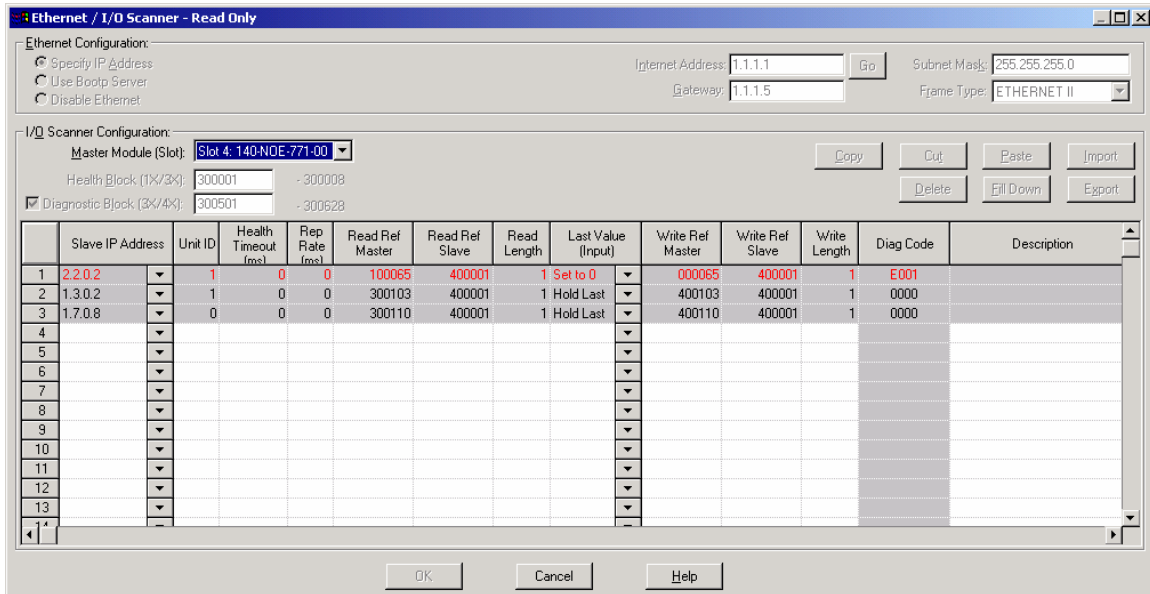 Ethernet / I/O Scanner - Read Only
Ethernet Configuration:
Specify IP Address
Use Bootp Server
Disable Ethernet
Internet Address: 1.1.1.1 Go
Gateway: 1.1.1.5
Subnet Mask: 255.255.255.0
Frame Type: ETHERNET II
I/O Scanner Configuration:
Master Module (Slot): Slot 4: 140-NOE-771-00
Health Block (1X/3X): 300001 - 300008
Diagnostic Block (3X/4X): 300501 - 300628
Copy Cut Paste Import
Delete Fill Down Export
Slave IP Address Unit ID Health Timeout (ms) Rep Rate (ms) Read Ref Master Read Ref Slave Read Length Last Value (Input) Write Ref Master Write Ref Slave Write Length Diag Code Description
1 2.2.0.2 1 0 0 100065 400001 1 Set to 0 000065 400001 1 E001
2 1.3.0.2 1 0 0 300103 400001 1 Hold Last 400103 400001 1 0000
3 1.7.0.8 0 0 0 300110 400001 1 Hold Last 400110 400001 1 0000
4
5
6
7
8
9
10
11
12
13
14
OK Cancel Help